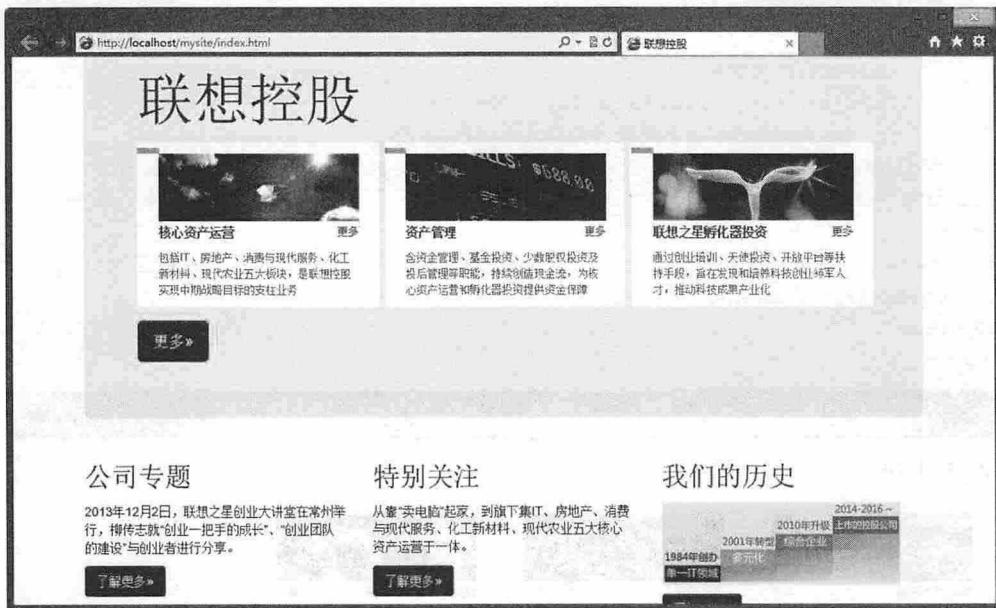 http://localhost/mysite/index.html
联想控股
联想控股
核心资产运营 更多
包括IT、房地产、消费与现代服务、化工
新材料、现代农业五大板块，是联想控股
实现中期战略目标的支柱业务
$688.00
资产管理 更多
含资金管理、基金投资、少数股权投资及
投后管理等职能，持续创造现金流，为核
心资产运营和孵化器投资提供资金保障
联想之星孵化器投资 更多
通过创业培训、天使投资、开放平台等扶
持手段，旨在发现和培养科技创业领军人
才，推动科技成果产业化
更多»
公司专题
2013年12月2日，联想之星创业大讲堂在常州举
行，柳传志就“创业一把手的成长”、“创业团队
的建设”与创业者进行分享。
了解更多»
特别关注
从靠“卖电脑”起家，到旗下集IT、房地产、消费
与现代服务、化工新材料、现代农业五大核心
资产运营于一体。
了解更多»
我们的历史
2014-2016～
上市的控股公司
2010年升级
综合企业
2001年转型
多元化
1984年创办
单一IT领域